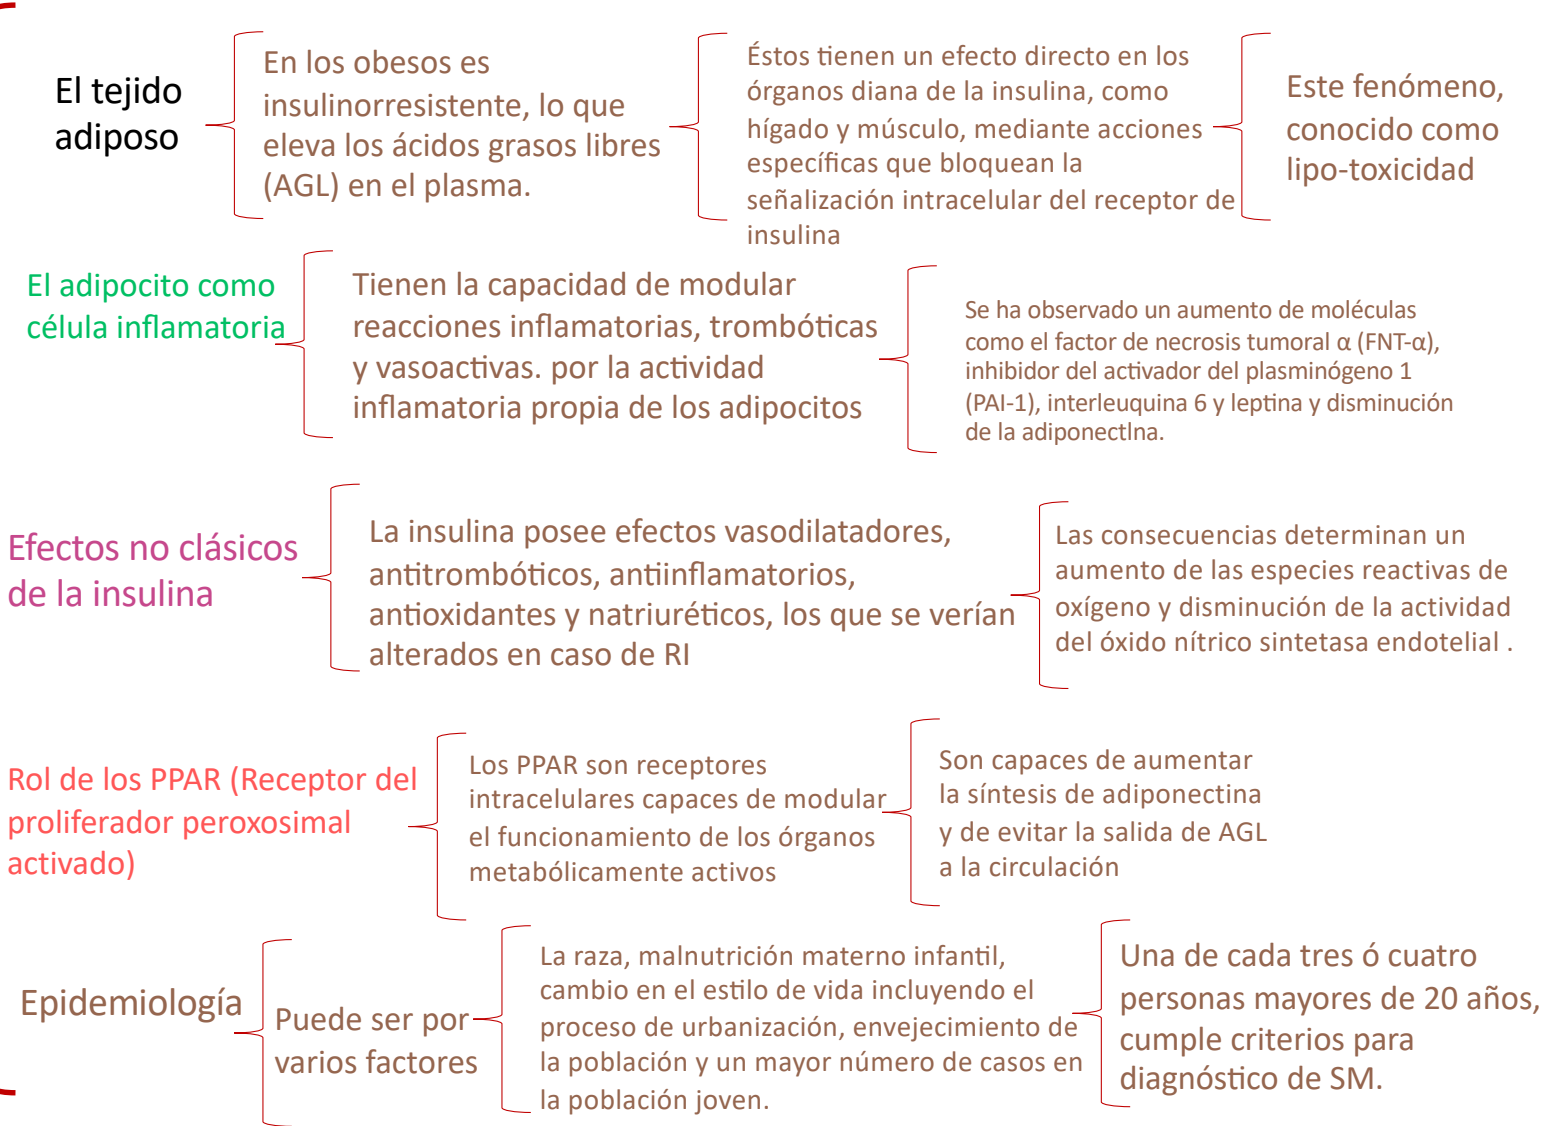 El tejido
adiposo
En los obesos es
insulinorresistente, lo que
eleva los ácidos grasos libres
(AGL) en el plasma.
Éstos tienen un efecto directo en los
órganos diana de la insulina, como
hígado y músculo, mediante acciones
específicas que bloquean la
señalización intracelular del receptor de
insulina
Este fenómeno,
conocido como
lipo-toxicidad
El adipocito como
célula inflamatoria
Tienen la capacidad de modular
reacciones inflamatorias, trombóticas
y vasoactivas. por la actividad
inflamatoria propia de los adipocitos
Se ha observado un aumento de moléculas
como el factor de necrosis tumoral α (FNT-α),
inhibidor del activador del plasminógeno 1
(PAI-1), interleuquina 6 y leptina y disminución
de la adiponectlna.
Efectos no clásicos
de la insulina
La insulina posee efectos vasodilatadores,
antitrombóticos, antiinflamatorios,
antioxidantes y natriuréticos, los que se verían
alterados en caso de RI
Las consecuencias determinan un
aumento de las especies reactivas de
oxígeno y disminución de la actividad
del óxido nítrico sintetasa endotelial .
Rol de los PPAR (Receptor del
proliferador peroxosimal
activado)
Los PPAR son receptores
intracelulares capaces de modular
el funcionamiento de los órganos
metabólicamente activos
Son capaces de aumentar
la síntesis de adiponectina
y de evitar la salida de AGL
a la circulación
Epidemiología
Puede ser por
varios factores
La raza, malnutrición materno infantil,
cambio en el estilo de vida incluyendo el
proceso de urbanización, envejecimiento de
la población y un mayor número de casos en
la población joven.
Una de cada tres ó cuatro
personas mayores de 20 años,
cumple criterios para
diagnóstico de SM.